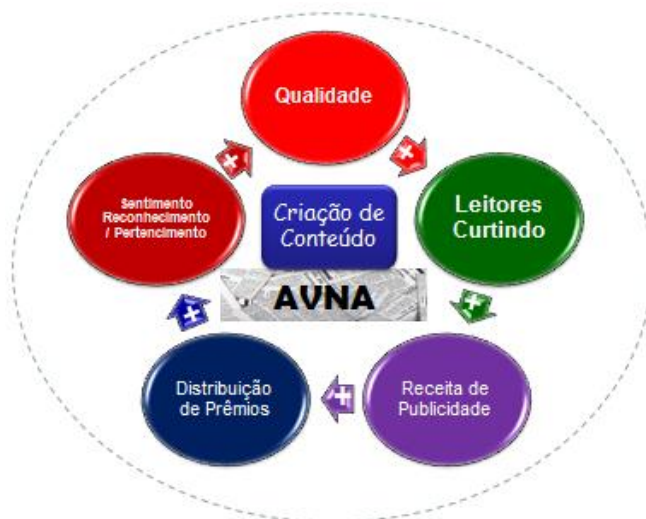 Qualidade
Sentimento
Reconhecimento
/ Pertencimento
Criação de
Conteúdo
Leitores
Curtindo
AVNA
Distribuição
de Prêmios
Receita de
Publicidade